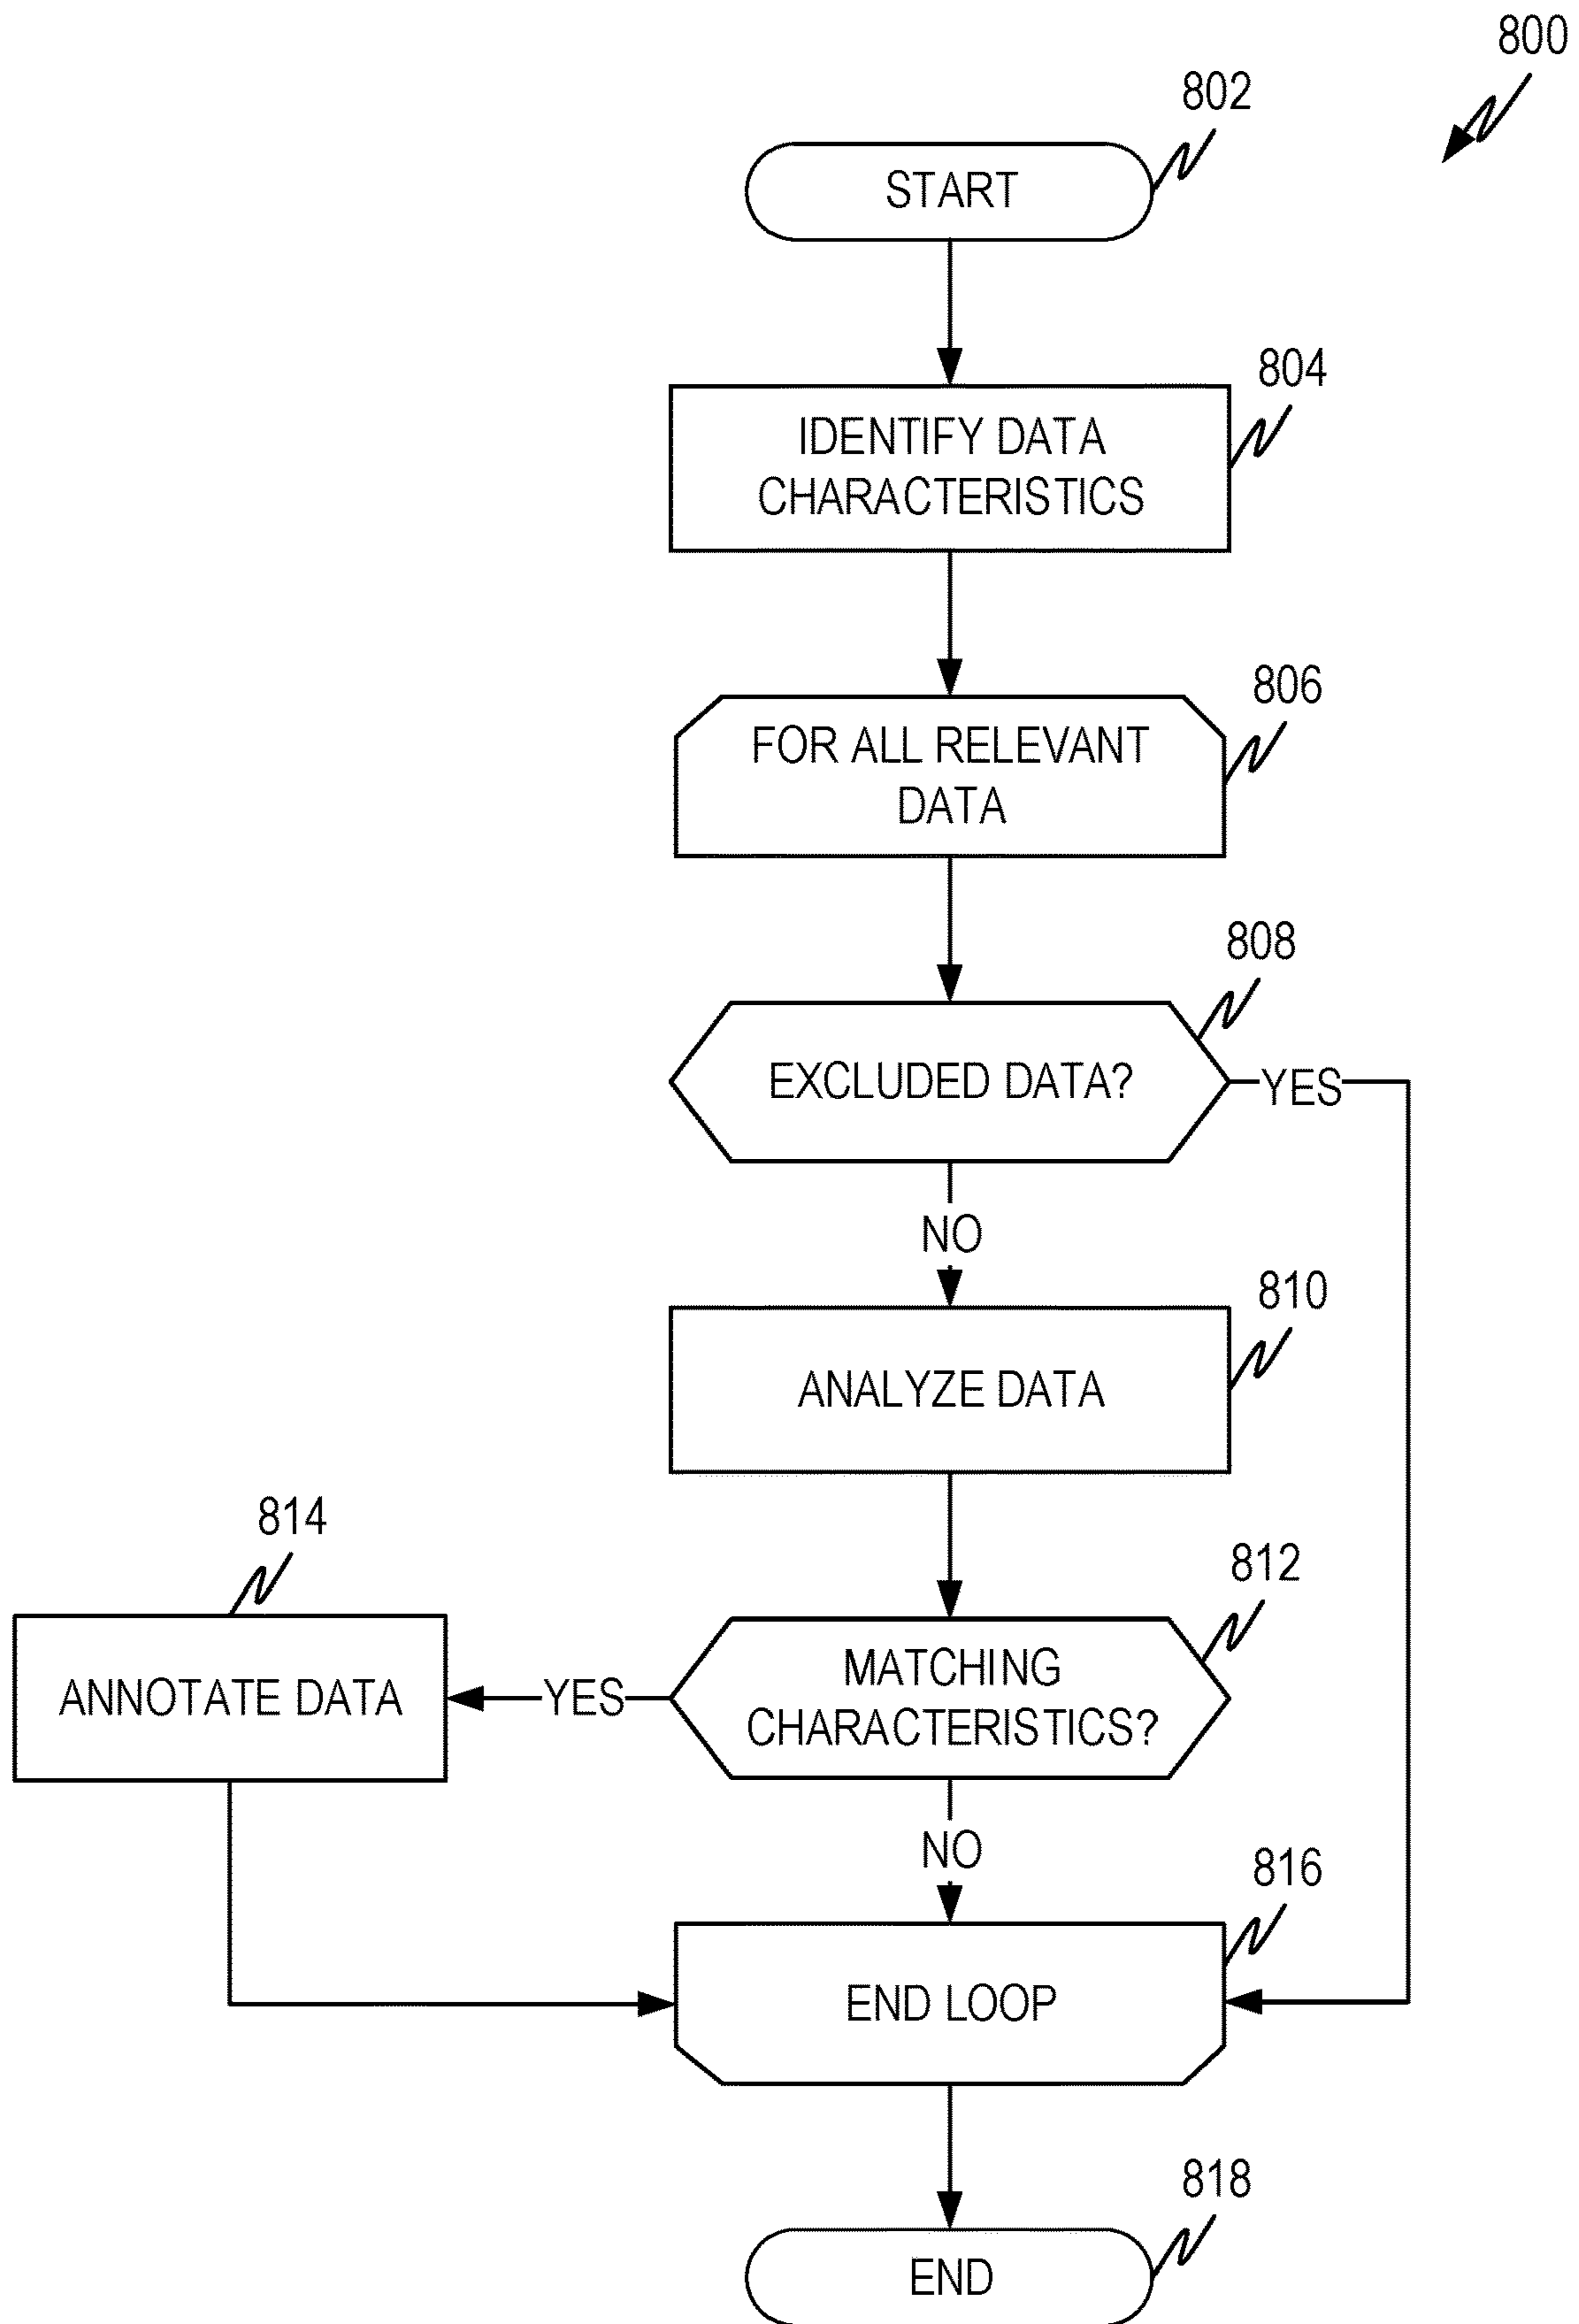 800
802
START
804
IDENTIFY DATA
CHARACTERISTICS
806
FOR ALL RELEVANT
DATA
808
EXCLUDED DATA?
YES
NO
810
ANALYZE DATA
814
812
ANNOTATE DATA
YES
MATCHING
CHARACTERISTICS?
NO
816
END LOOP
818
END